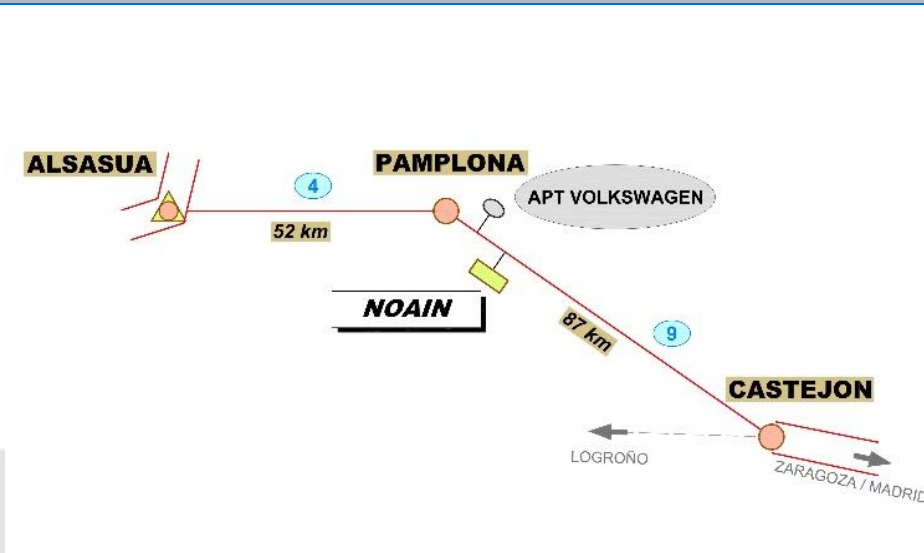 ALSASUA
PAMPLONA
4
APT VOLKSWAGEN
52 km
NOAIN
87 km
9
CASTEJON
LOGROÑO
ZARAGOZA / MADRID